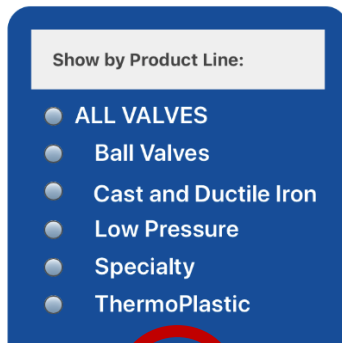 Show by Product Line:
ALL VALVES
Ball Valves
Cast and Ductile Iron
Low Pressure
Specialty
ThermoPlastic